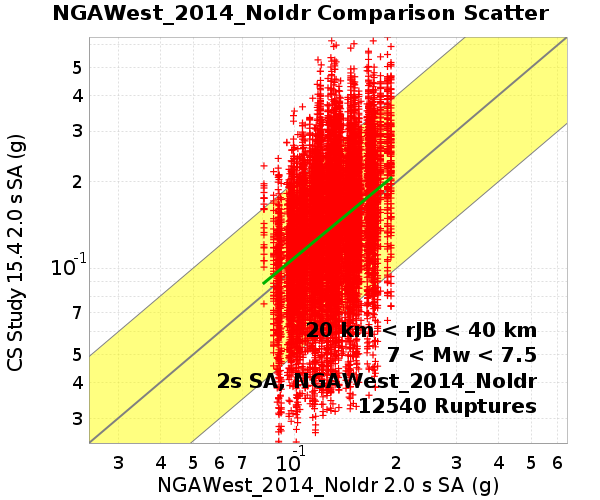 NGAWest_2014_NoIdr Comparison Scatter
CS Study 15.4 2.0 s SA (g)
5
4
3
2
10-1
7
5
4
3
20 km < rJB < 40 km
7 < Mw < 7.5
2s SA, NGAWest_2014_NoIdr
12540 Ruptures
3 4 5 6 7 10-1 2 3 4 5 6
NGAWest_2014_NoIdr 2.0 s SA (g)